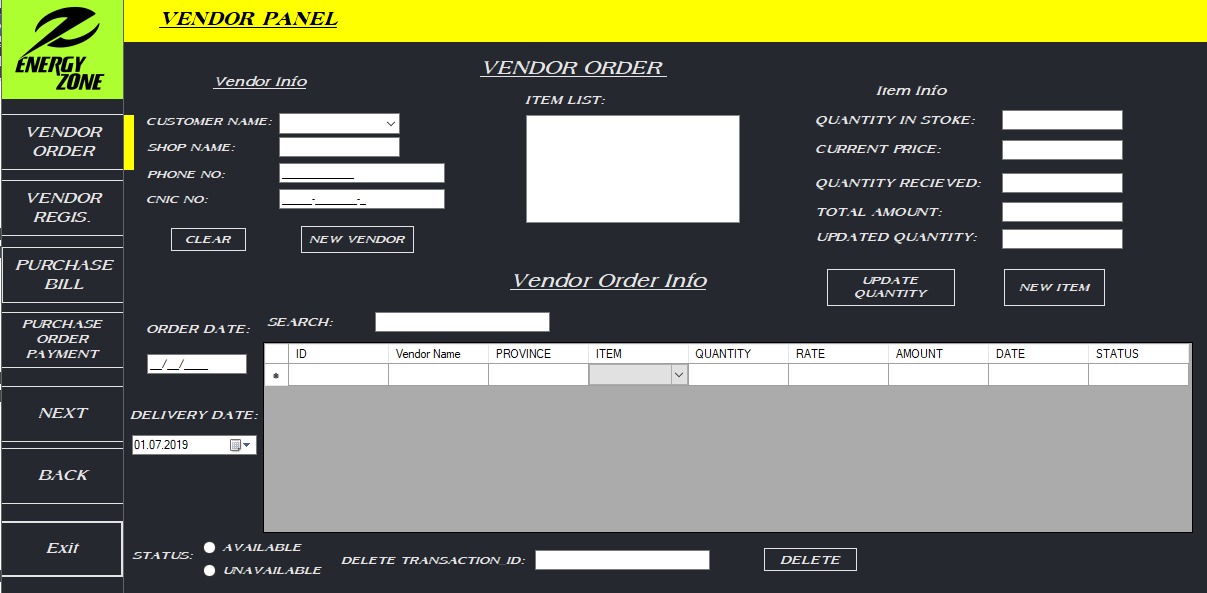 VENDOR PANEL
ENERGY
ZONE
VENDOR
ORDER
VENDOR
REGIS.
PURCHASE
BILL
PURCHASE
ORDER
PAYMENT
NEXT
BACK
Exit
VENDOR ORDER
Vendor Info
CUSTOMER NAME:
SHOP NAME:
PHONE NO: ___________
CNIC NO: _____-_______-_
CLEAR NEW VENDOR
ITEM LIST:
Item Info
QUANTITY IN STOKE:
CURRENT PRICE:
QUANTITY RECIEVED:
TOTAL AMOUNT:
UPDATED QUANTITY:
UPDATE
QUANTITY
NEW ITEM
Vendor Order Info
ORDER DATE:
__/__/____
DELIVERY DATE:
01.07.2019
SEARCH:
ID Vendor Name PROVINCE ITEM QUANTITY RATE AMOUNT DATE STATUS
STATUS:
AVAILABLE
UNAVAILABLE
DELETE TRANSACTION_ID:
DELETE